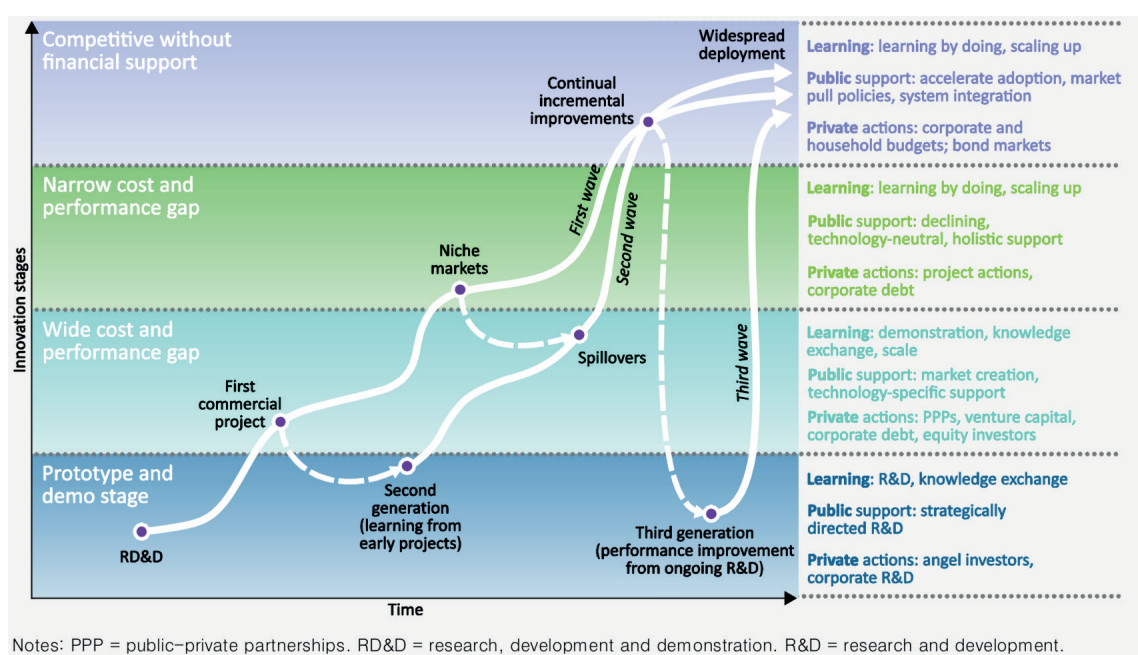 Competitive without
financial support
Widespread
deployment
Continual
incremental
improvements
Learning: learning by doing, scaling up
Public support: accelerate adoption, market
pull policies, system integration
Private actions: corporate and
household budgets; bond markets
Narrow cost and
performance gap
First wave
Second wave
Niche
markets
Learning: learning by doing, scaling up
Public support: declining,
technology-neutral, holistic support
Private actions: project actions,
corporate debt
Innovation stages
Wide cost and
performance gap
Spillovers
First
commercial
project
Third wave
Learning: demonstration, knowledge
exchange, scale
Public support: market creation,
technology-specific support
Private actions: PPPs, venture capital,
corporate debt, equity investors
Prototype and
demo stage
RD&D
Second
generation
(learning from
early projects)
Third generation
(performance improvement
from ongoing R&D)
Learning: R&D, knowledge exchange
Public support: strategically
directed R&D
Private actions: angel investors,
corporate R&D
Time
Notes: PPP = public-private partnerships. RD&D = research, development and demonstration. R&D = research and development.